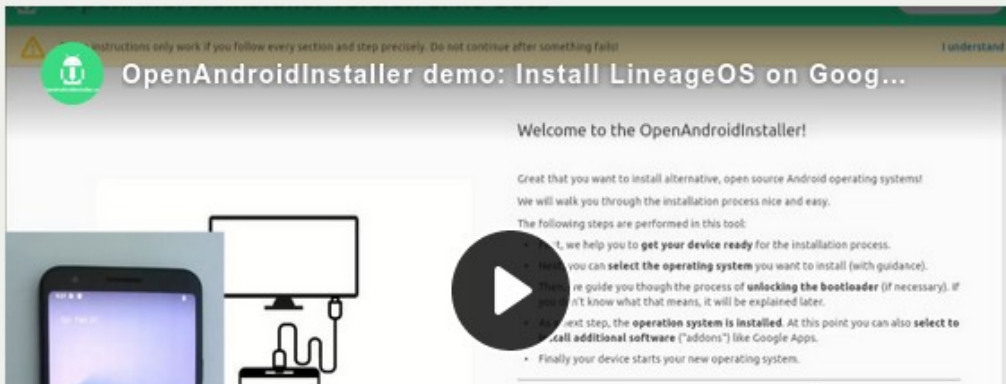 instructions only work if you follow every section and step precisely. Do not continue after something fails!
I understand
OpenAndroidInstaller demo: Install LineageOS on Goog...
Welcome to the OpenAndroidInstaller!
Great that you want to install alternative, open source Android operating systems!
We will walk you through the installation process nice and easy.
The following steps are performed in this tool:
we help you to get your device ready for the installation process.
you can select the operating system you want to install (with guidance).
we guide you though the process of unlocking the bootloader (if necessary). If
know what that means, it will be explained later.
step, the operation system is installed. At this point you can also select to
additional software ("addons") like Google Apps.
• Finally your device starts your new operating system.